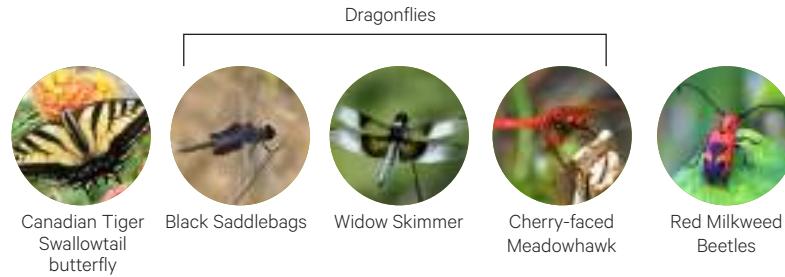 Dragonflies
Canadian Tiger
Swallowtail
butterfly
Black Saddlebags
Widow Skimmer
Cherry-faced
Meadowhawk
Red Milkweed
Beetles